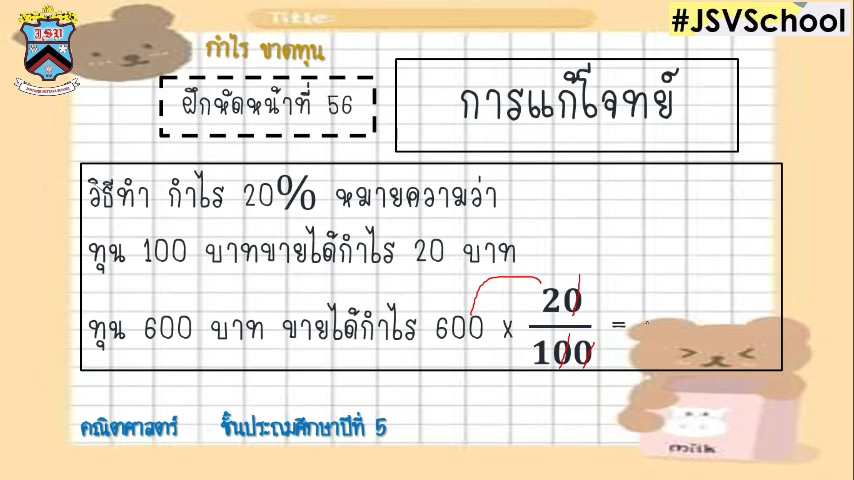 Title:
#JSVSchool
J.S.V
กำไร ขาดทุน
ฝึกหัดหน้าที่ 56
การแก้โจทย์
วิธีทำ กำไร 20% หมายความว่า
ทุน 100 บาทขายได้กำไร 20 บาท
ทุน 600 บาท ขายได้กำไร 600 x 20/100 =
คณิตศาสตร์ ชั้นประถมศึกษาปีที่ 5
milk